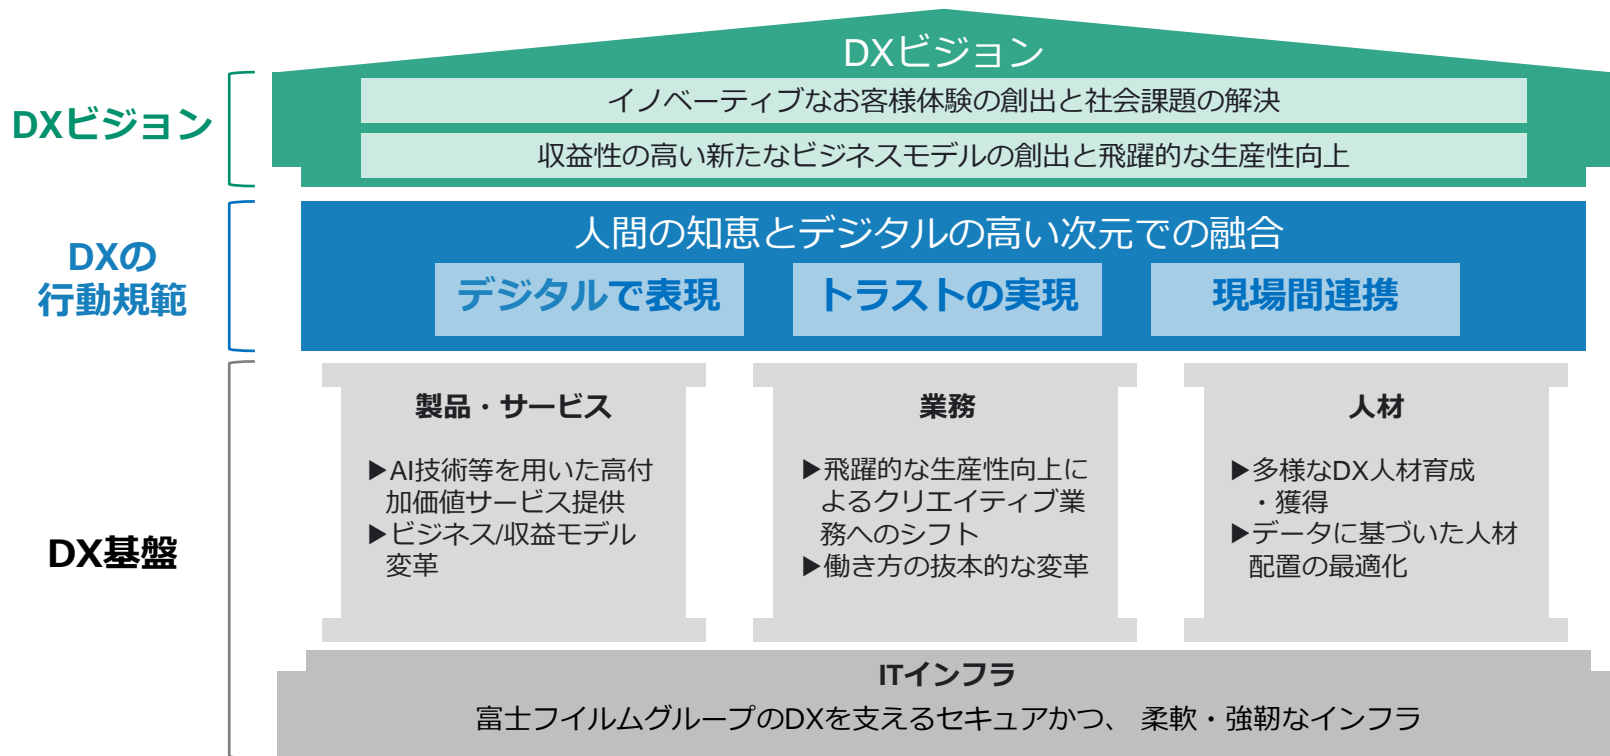 DXビジョン
DXビジョン
イノベーティブなお客様体験の創出と社会課題の解決
収益性の高い新たなビジネスモデルの創出と飛躍的な生産性向上
DXの
行動規範
人間の知恵とデジタルの高い次元での融合
デジタルで表現
トラストの実現
現場間連携
DX基盤
製品・サービス
▶AI技術等を用いた高付
加価値サービス提供
▶ビジネス/収益モデル
変革
業務
▶飛躍的な生産性向上に
よるクリエイティブ業
務へのシフト
▶働き方の抜本的な変革
人材
▶多様なDX人材育成
・獲得
▶データに基づいた人材
配置の最適化
ITインフラ
富士フイルムグループのDXを支えるセキュアかつ、 柔軟・強靭なインフラ